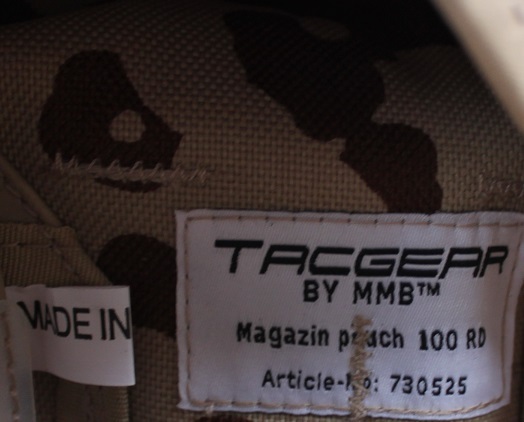 TACGEAR
BY MMB™
MADE IN
Magazin pouch 100 RD
Article-No: 730525